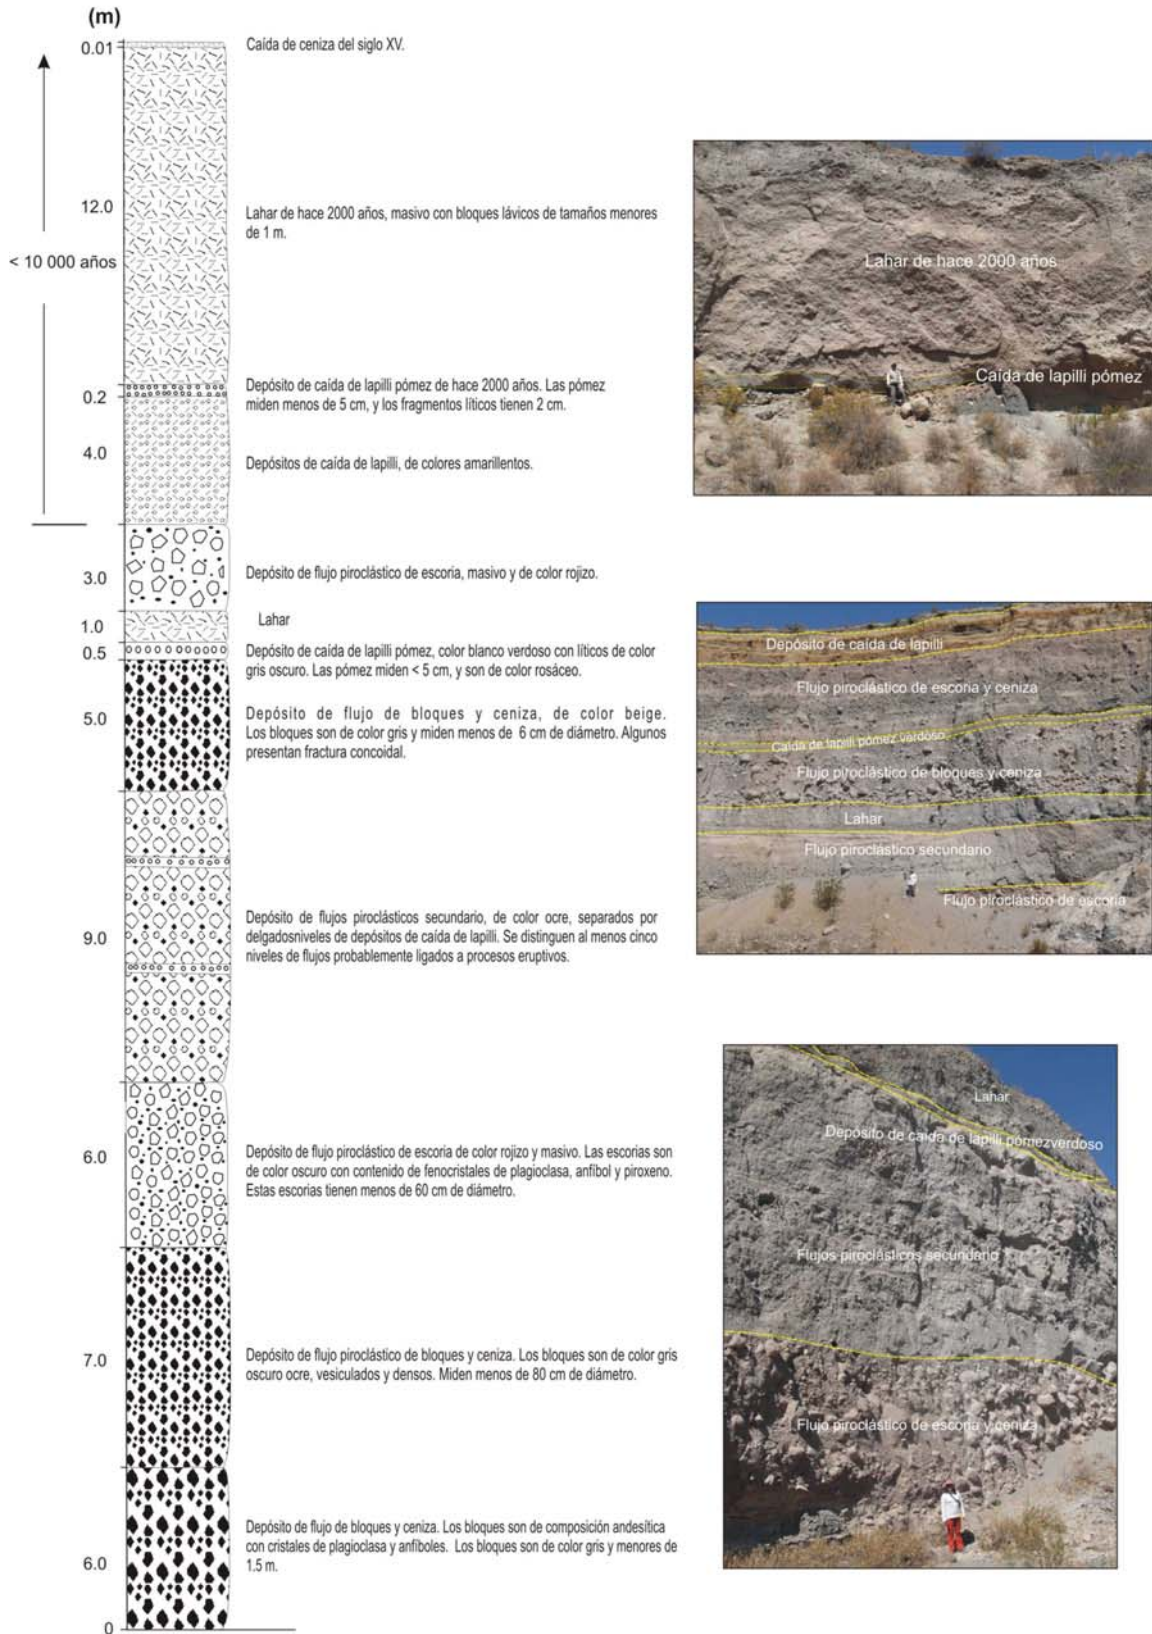 (m)
0.01
Caída de ceniza del siglo XV.
12.0
Lahar de hace 2000 años, masivo con bloques lávicos de tamaños menores
de 1 m.
< 10 000 años
0.2
Depósito de caída de lapilli pómez de hace 2000 años. Las pómez
miden menos de 5 cm, y los fragmentos líticos tienen 2 cm.
4.0
Depósitos de caída de lapilli, de colores amarillentos.
3.0
Depósito de flujo piroclástico de escoria, masivo y de color rojizo.
1.0
Lahar
0.5
Depósito de caída de lapilli pómez, color blanco verdoso con líticos de color
gris oscuro. Las pómez miden < 5 cm, y son de color rosáceo.
5.0
Depósito de flujo de bloques y ceniza, de color beige.
Los bloques son de color gris y miden menos de 6 cm de diámetro. Algunos
presentan fractura concoidal.
9.0
Depósito de flujos piroclásticos secundario, de color ocre, separados por
delgadosniveles de depósitos de caída de lapilli. Se distinguen al menos cinco
niveles de flujos probablemente ligados a procesos eruptivos.
6.0
Depósito de flujo piroclástico de escoria de color rojizo y masivo. Las escorias son
de color oscuro con contenido de fenocristales de plagioclasa, anfíbol y piroxeno.
Estas escorias tienen menos de 60 cm de diámetro.
7.0
Depósito de flujo piroclástico de bloques y ceniza. Los bloques son de color gris
oscuro ocre, vesiculados y densos. Miden menos de 80 cm de diámetro.
6.0
Depósito de flujo de bloques y ceniza. Los bloques son de composición andesítica
con cristales de plagioclasa y anfíboles. Los bloques son de color gris y menores de
1.5 m.
0
Lahar de hace 2000 años
Caída de lapilli pómez
Depósito de caída de lapilli
Flujo piroclástico de escoria y ceniza
Caída de lapilli pómez verdoso
Flujo piroclástico de bloques y ceniza
Lahar
Flujo piroclástico secundario
Flujo piroclástico de escoria
Lahar
Depósito de caída de lapilli pómezverdoso
Flujos piroclásticos secundario
Flujo piroclástico de escoria y ceniza